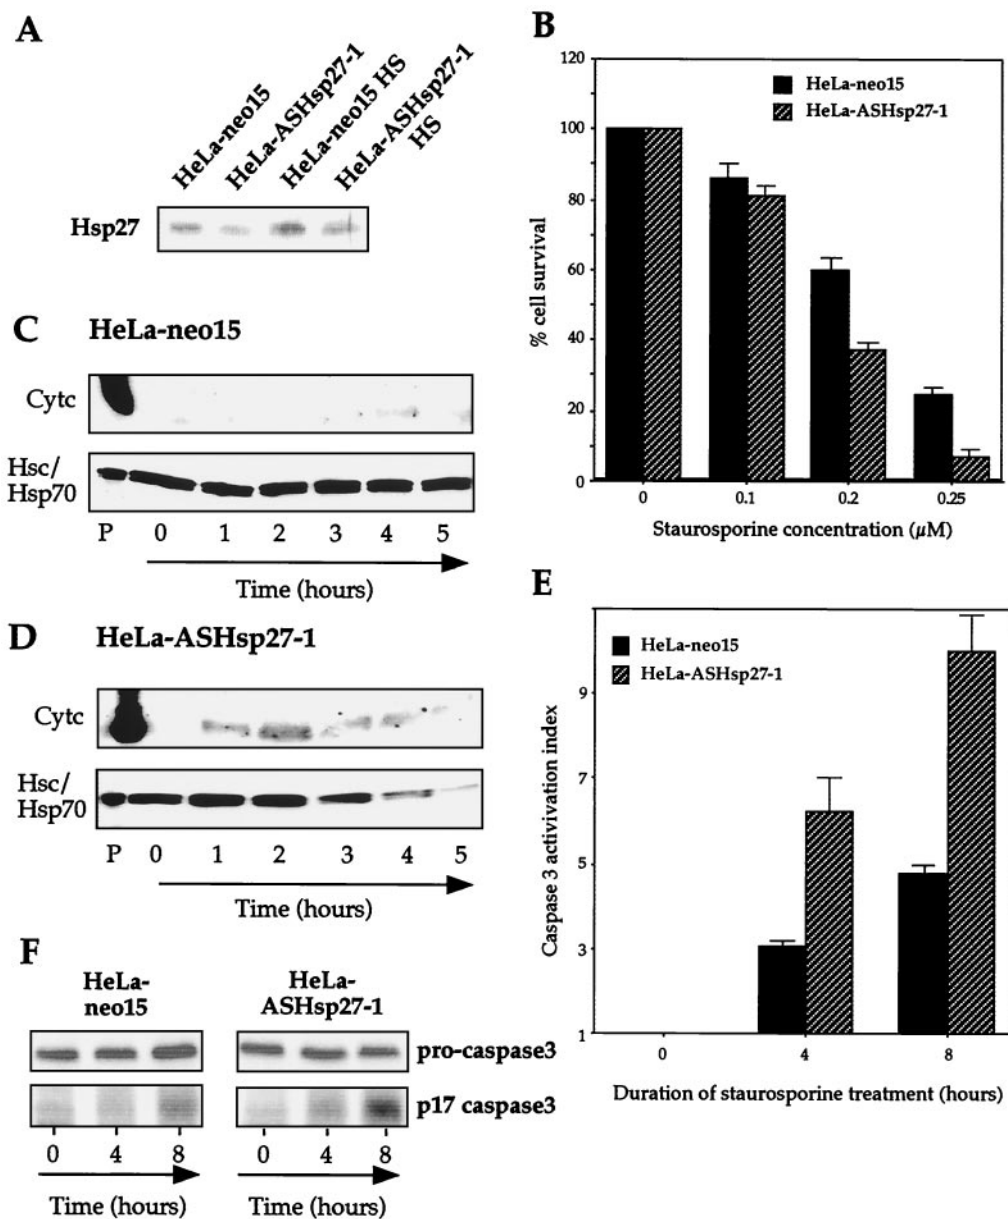 A
HeLa-neo15
HeLa-ASHsp27-1
HeLa-neo15 HS
HeLa-ASHsp27-1
HS
Hsp27
B
120
100
80
60
40
20
0
% cell survival
HeLa-neo15
HeLa-ASHsp27-1
0 0.1 0.2 0.25
Staurosporine concentration (µM)
C HeLa-neo15
Cytc
Hsc/
Hsp70
P 0 1 2 3 4 5
Time (hours)
D HeLa-ASHsp27-1
Cytc
Hsc/
Hsp70
P 0 1 2 3 4 5
Time (hours)
E
HeLa-neo15
HeLa-ASHsp27-1
9
7
5
3
1
Caspase 3 activivation index
0 4 8
Duration of staurosporine treatment (hours)
F
HeLa-
neo15
HeLa-
ASHsp27-1
pro-caspase3
p17 caspase3
0 4 8 0 4 8
Time (hours) Time (hours)